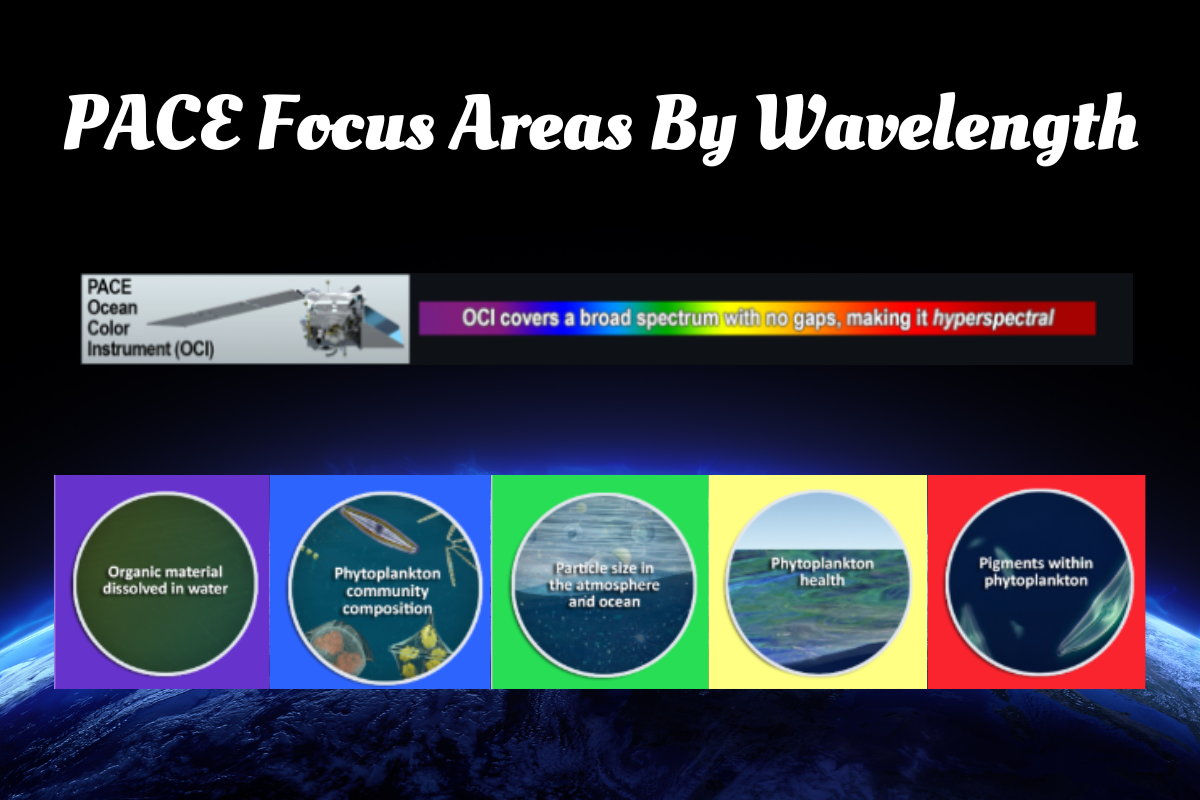 PACE Focus Areas By Wavelength
PACE
Ocean
Color
Instrument (OCI)
OCI covers a broad spectrum with no gaps, making it hyperspectral
Organic material
dissolved in water
Phytoplankton
community
composition
Particle size in
the atmosphere
and ocean
Phytoplankton
health
Pigments within
phytoplankton